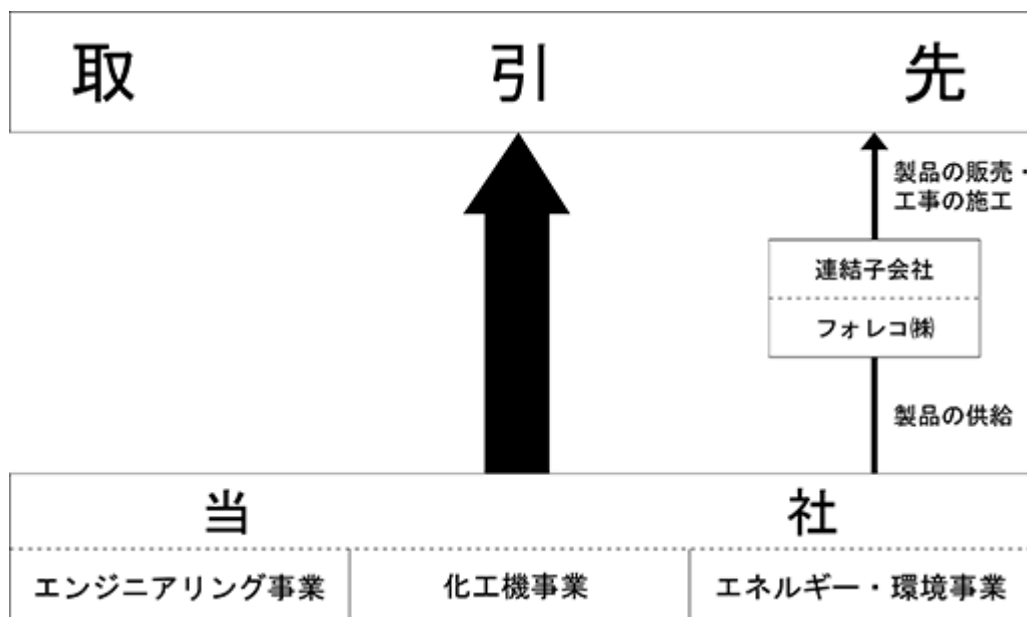 取引先
製品の販売・
工事の施工
連結子会社
フォレコ㈱
製品の供給
当社
エンジニアリング事業
化工機事業
エネルギー・環境事業